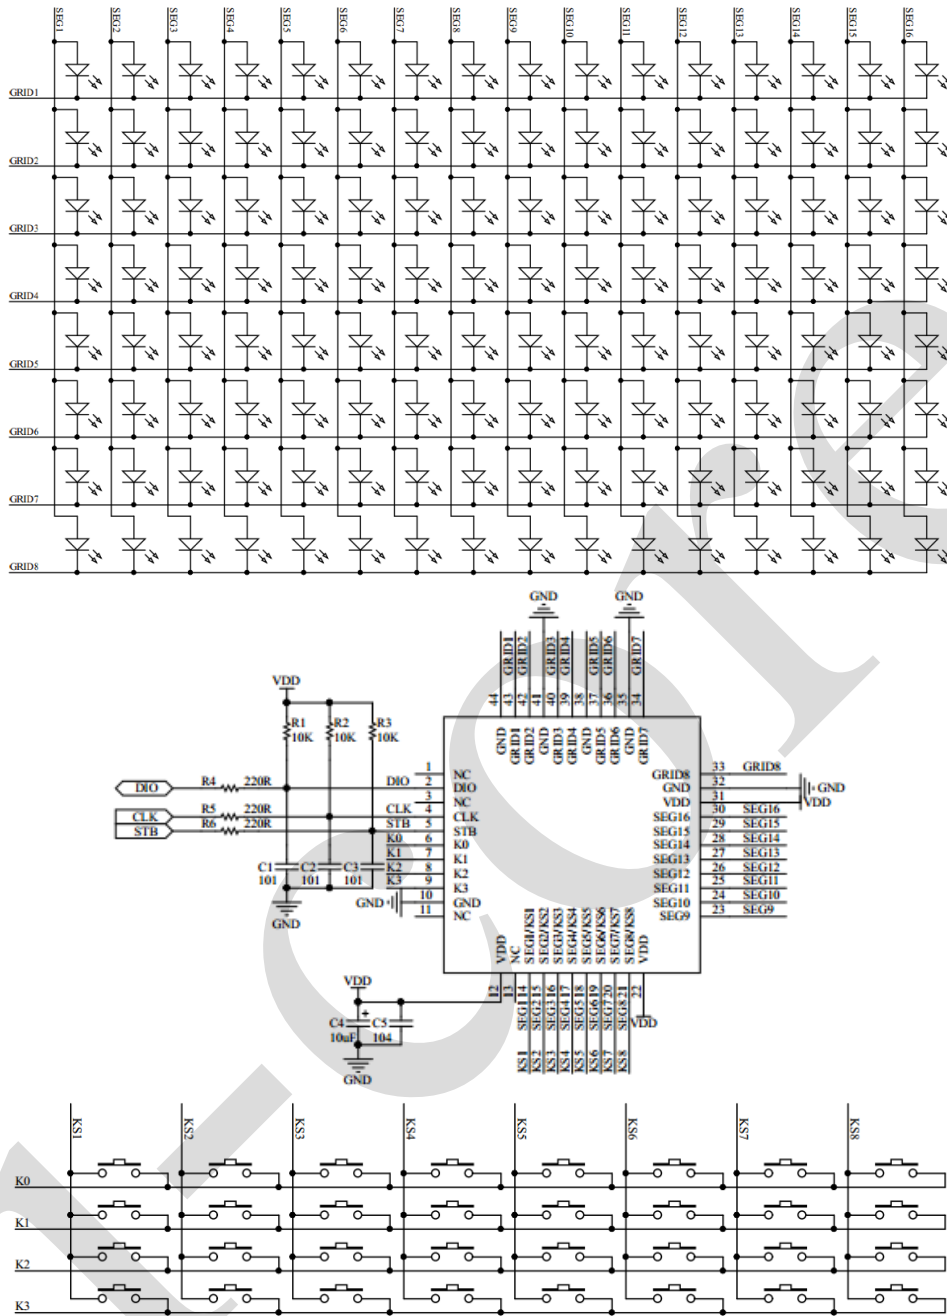 SEG1 SEG2 SEG3 SEG4 SEG5 SEG6 SEG7 SEG8 SEG9 SEG10 SEG11 SEG12 SEG13 SEG14 SEG15 SEG16
GRID1
GRID2
GRID3
GRID4
GRID5
GRID6
GRID7
GRID8
GND GND
GRID1 GRID2 GRID3 GRID4 GRID5 GRID6 GRID7
44 43 42 41 40 39 38 37 36 35 34
GND GRID1 GRID2 GND GRID3 GRID4 GND GRID5 GRID6 GND GRID7
VDD
R1 R2 R3
10K 10K 10K
1 NC
DIO R4 220R DIO 2 DIO
3 NC
CLK R5 220R CLK 4 CLK
STB R6 220R STB 5 STB
K0 6 K0
K1 7 K1
K2 8 K2
K3 9 K3
GND 10 GND
11 NC
C1 C2 C3
101 101 101
GND
GRID8 33 GRID8
GND 32 GND
VDD 31 VDD
SEG16 30 SEG16
SEG15 29 SEG15
SEG14 28 SEG14
SEG13 27 SEG13
SEG12 26 SEG12
SEG11 25 SEG11
SEG10 24 SEG10
SEG9 23 SEG9
VDD NC SEG1/KS1 SEG2/KS2 SEG3/KS3 SEG4/KS4 SEG5/KS5 SEG6/KS6 SEG7/KS7 SEG8/KS8 VDD
12 13 14 15 16 17 18 19 20 21 22
SEG1 SEG2 SEG3 SEG4 SEG5 SEG6 SEG7 SEG8
VDD
KS1 KS2 KS3 KS4 KS5 KS6 KS7 KS8
VDD
C4 + C5
10uF 104
GND
KS1 KS2 KS3 KS4 KS5 KS6 KS7 KS8
K0
K1
K2
K3